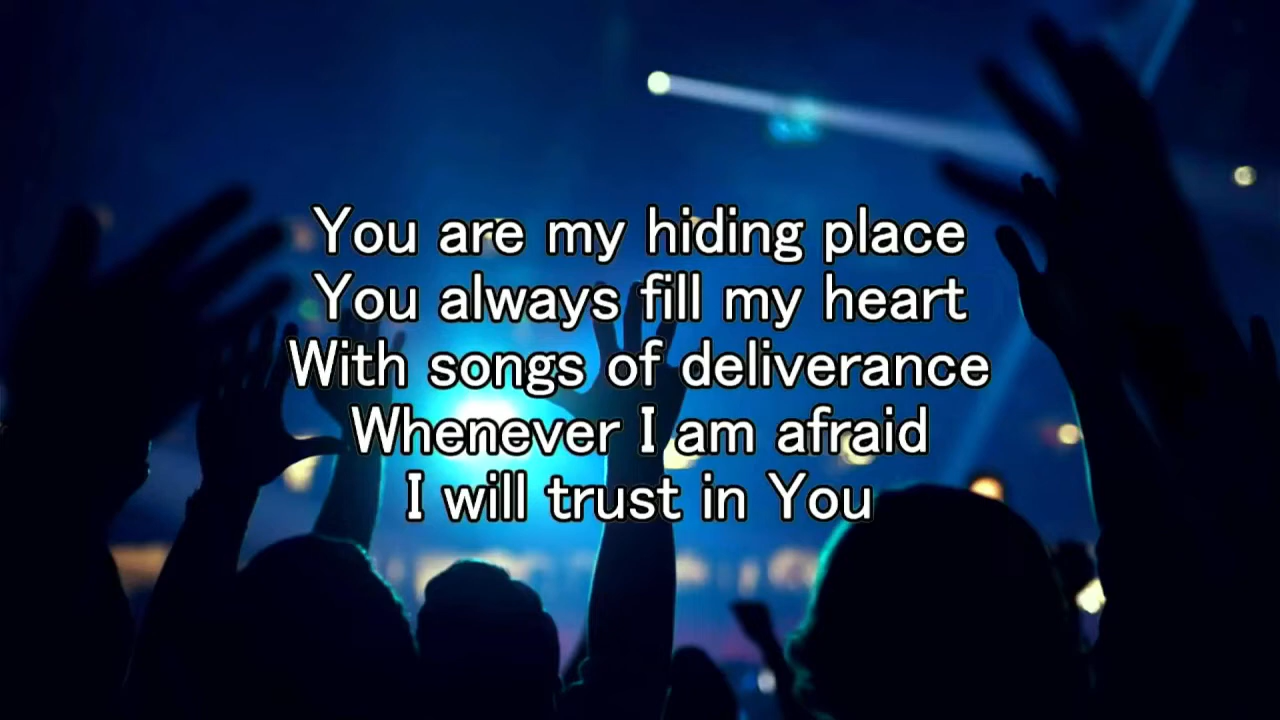 You are my hiding place
You always fill my heart
With songs of deliverance
Whenever I am afraid
I will trust in You